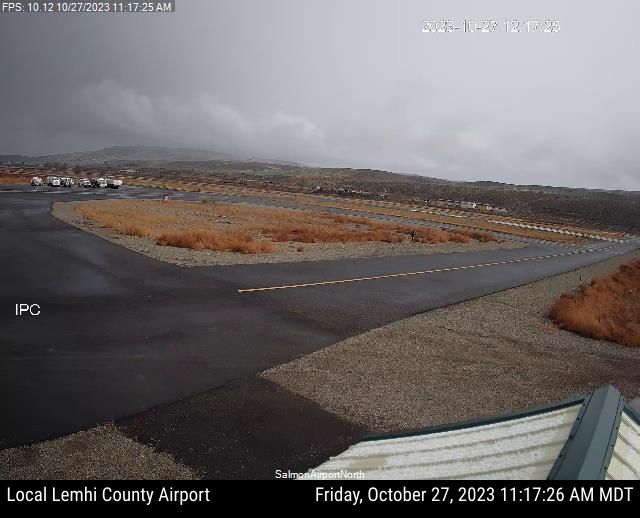 FPS: 10.12 10/27/2023 11:17:25 AM
2023-10-27 12:17:25
IPC
SalmonAirportNorth
Local Lemhi County Airport
Friday, October 27, 2023 11:17:26 AM MDT